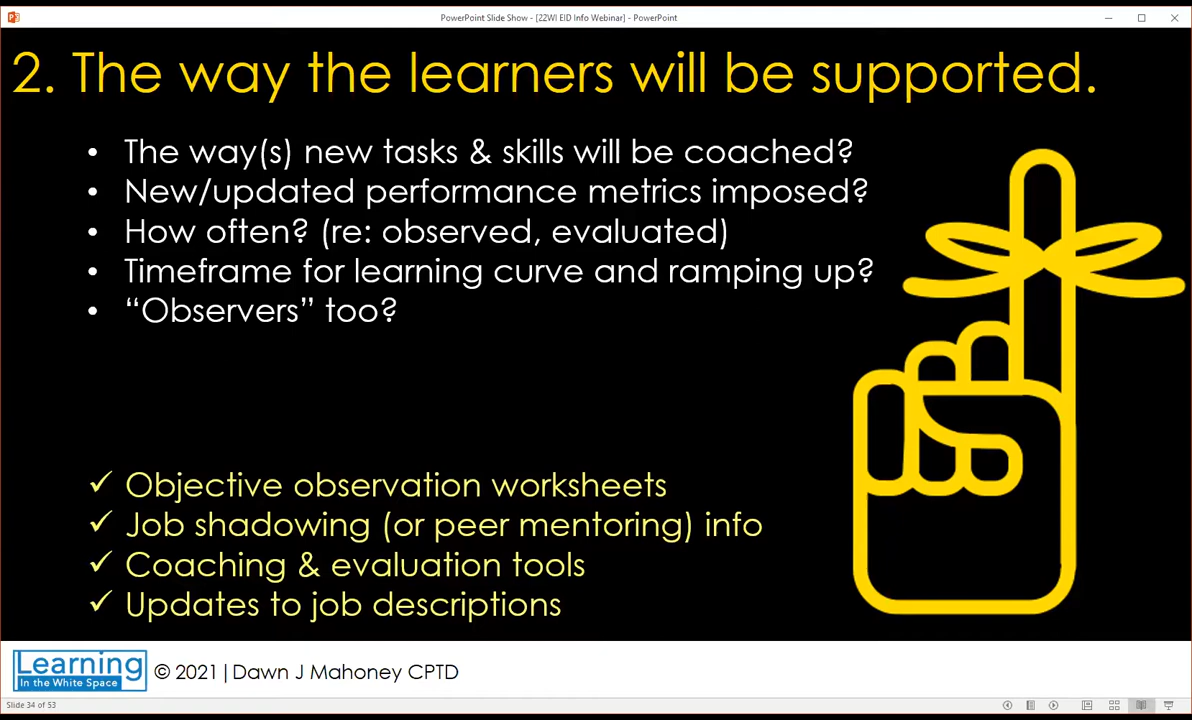 PowerPoint Slide Show - [22WI EID Info Webinar] - PowerPoint
2. The way the learners will be supported.
• The way(s) new tasks & skills will be coached?
• New/updated performance metrics imposed?
• How often? (re: observed, evaluated)
• Timeframe for learning curve and ramping up?
• “Observers” too?
✓ Objective observation worksheets
✓ Job shadowing (or peer mentoring) info
✓ Coaching & evaluation tools
✓ Updates to job descriptions
Learning
In the White Space
© 2021 | Dawn J Mahoney CPTD
Slide 34 of 53